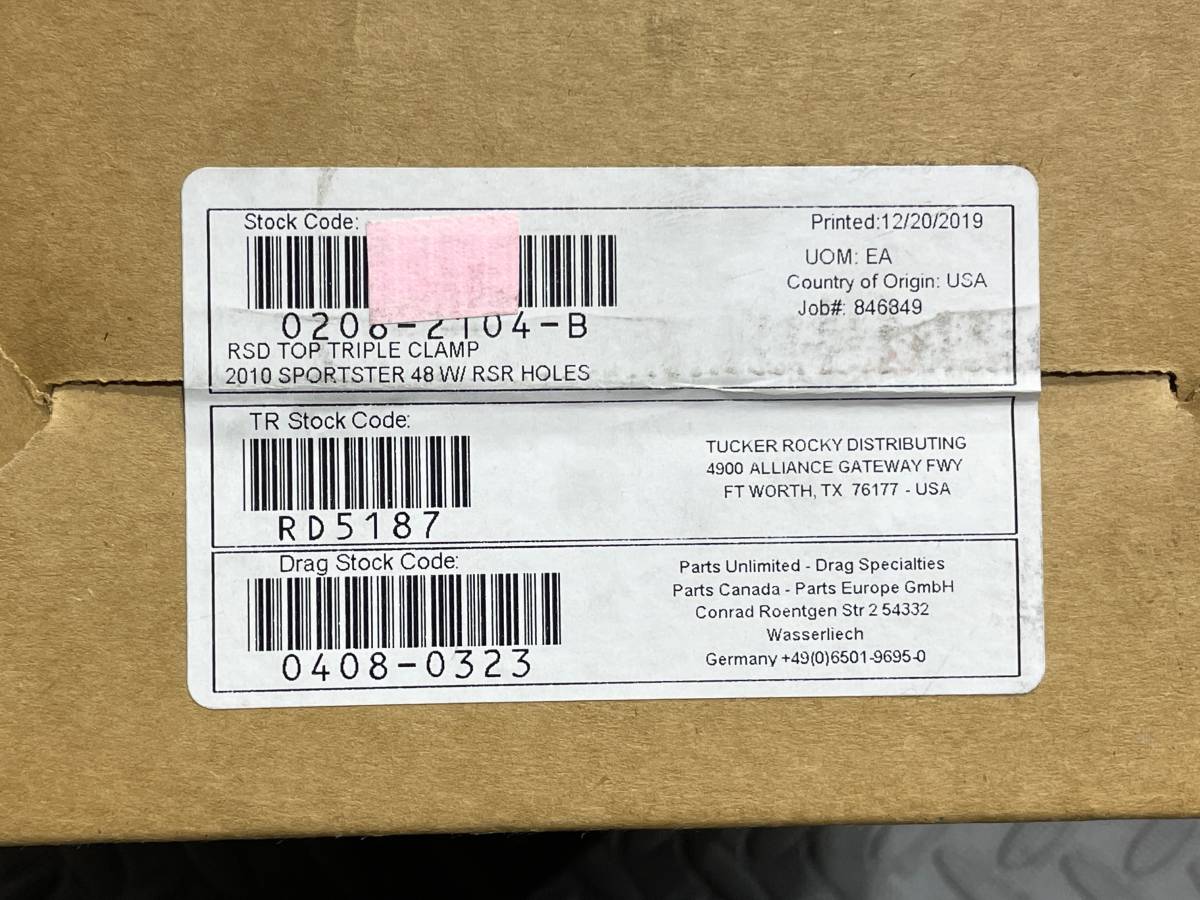 Stock Code:
Printed:12/20/2019
UOM: EA
Country of Origin: USA
Job#: 846849
0208-2104-B
RSD TOP TRIPLE CLAMP
2010 SPORTSTER 48 W/ RSR HOLES
TR Stock Code:
RD5187
TUCKER ROCKY DISTRIBUTING
4900 ALLIANCE GATEWAY FWY
FT WORTH, TX 76177 - USA
Drag Stock Code:
0408-0323
Parts Unlimited - Drag Specialties
Parts Canada - Parts Europe GmbH
Conrad Roentgen Str 2 54332
Wasserliech
Germany +49(0)6501-9695-0